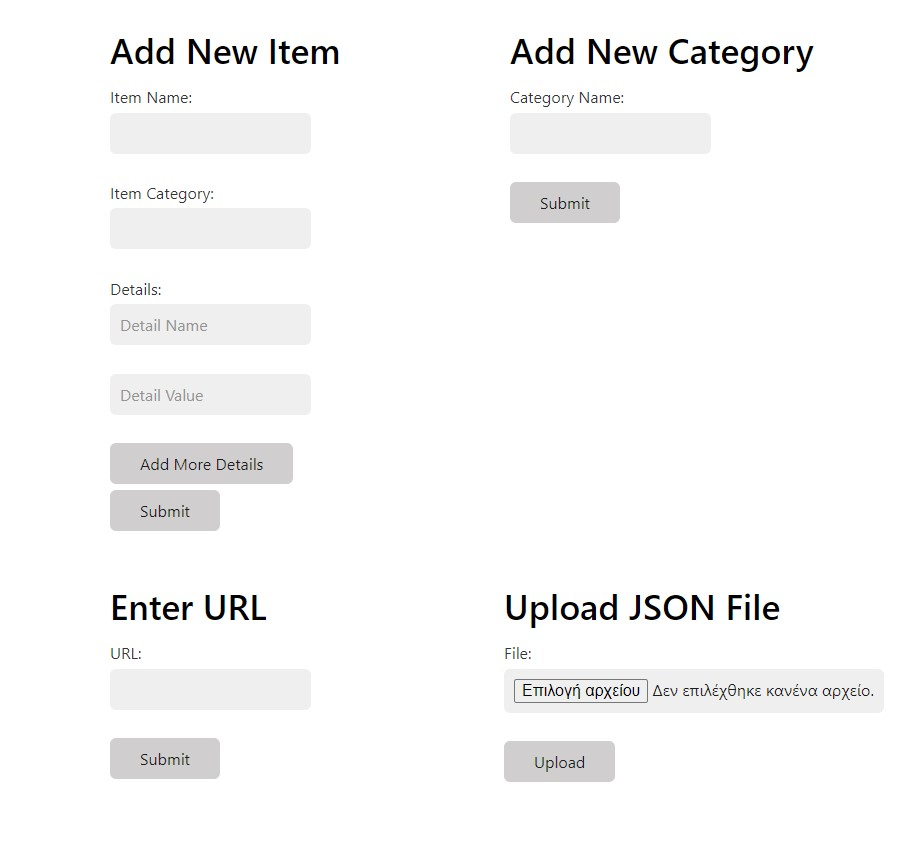 Add New Item
Item Name:
Item Category:
Details:
Detail Name
Detail Value
Add More Details
Submit
Add New Category
Category Name:
Submit
Enter URL
URL:
Submit
Upload JSON File
File:
Επιλογή αρχείου Δεν επιλέχθηκε κανένα αρχείο.
Upload